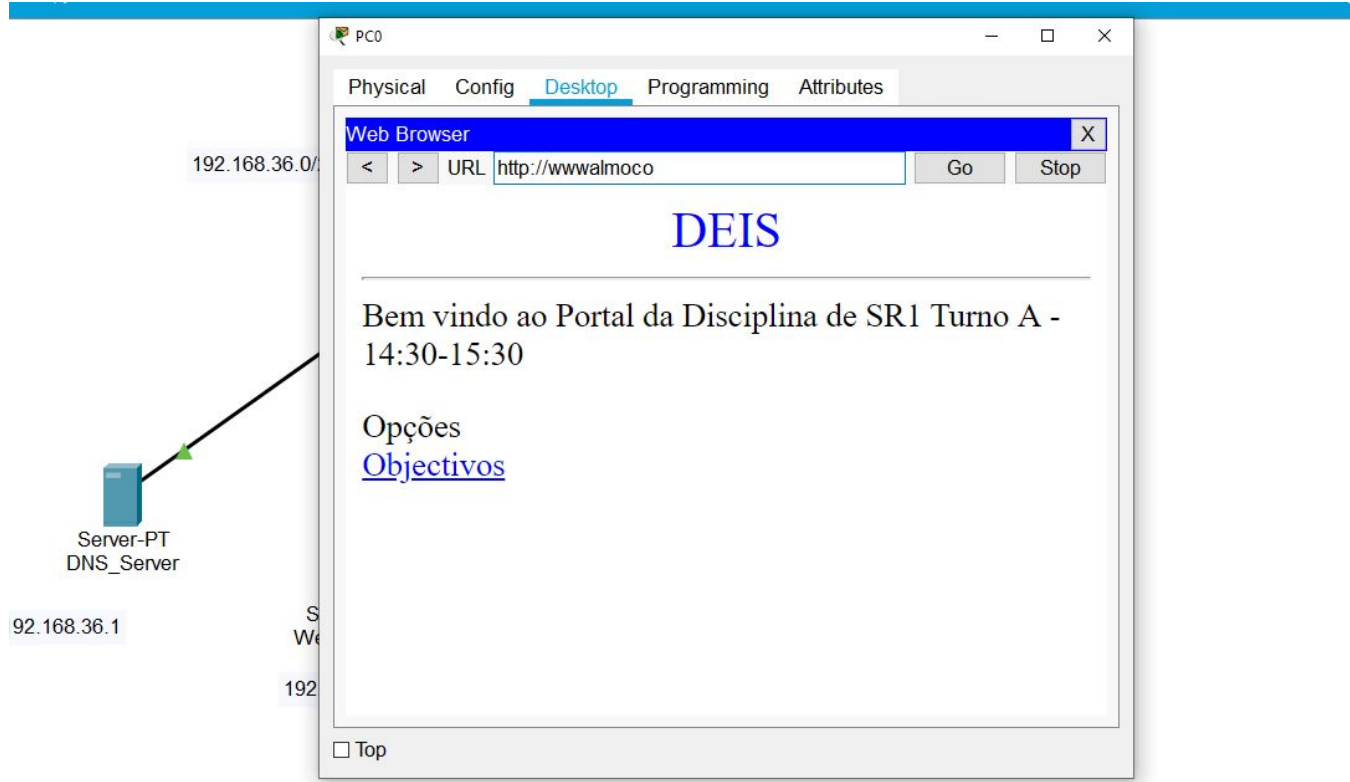 PC0
Physical Config Desktop Programming Attributes
Web Browser
X
< > URL http://wwwalmoco Go Stop
192.168.36.0/
DEIS
Bem vindo ao Portal da Disciplina de SR1 Turno A -
14:30-15:30
Opções
Objectivos
Server-PT
DNS_Server
92.168.36.1
S
We
192
Top